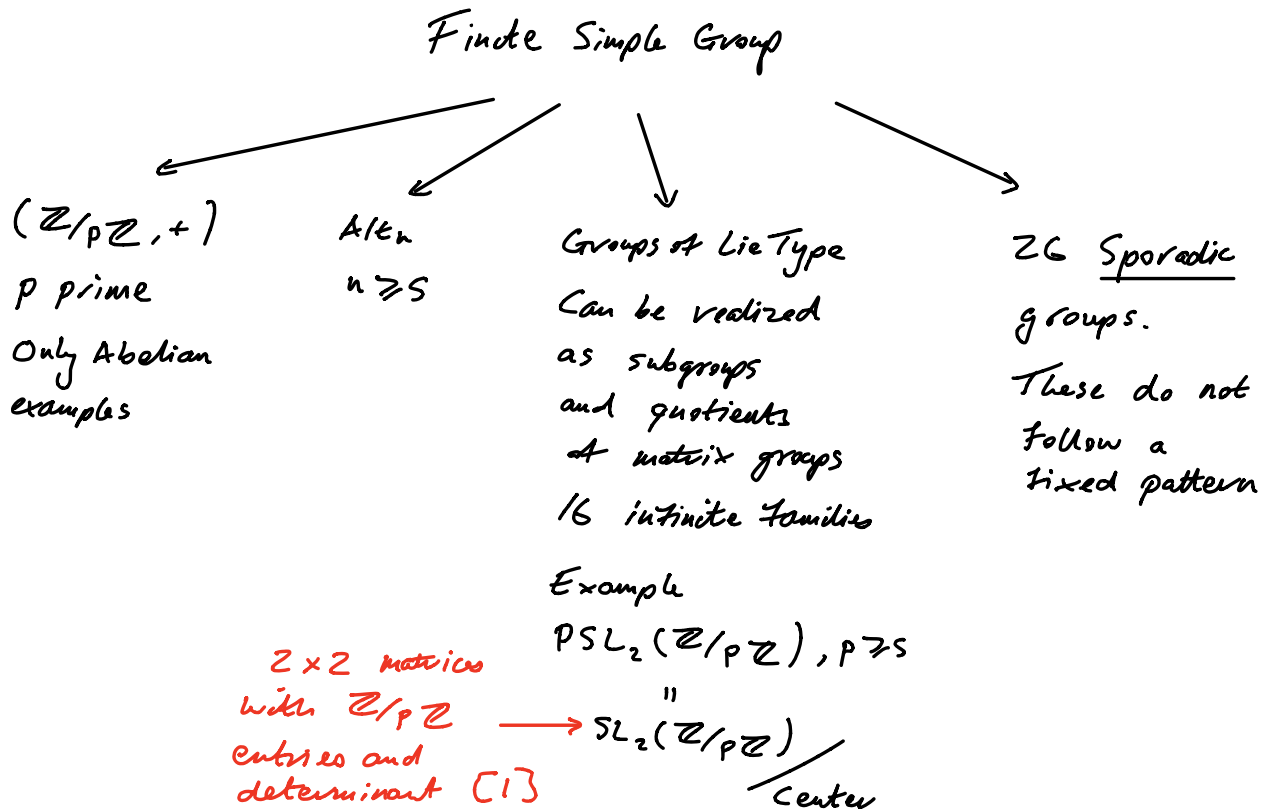 Finite Simple Group
(ℤ/pℤ, +)
p prime
Only Abelian
examples
Altₙ
n ⩾ 5
Groups of Lie Type
Can be realized
as subgroups
and quotients
of matrix groups
16 infinite families
Example
PSL₂(ℤ/pℤ), p ⩾ 5
"
SL₂(ℤ/pℤ)
/Center
2 × 2 matrices
with ℤ/pℤ
entries and
determinant [1]
26 Sporadic
groups.
These do not
follow a
fixed pattern